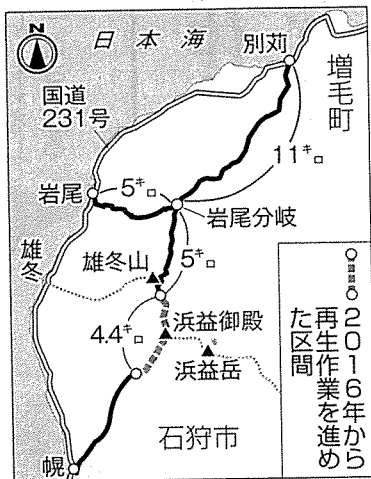 N
日本海
別苅
増毛町
国道
231号
11キロ
岩尾
5キロ
岩尾分岐
雄冬
雄冬山
5キロ
4.4キロ
浜益御殿
浜益岳
石狩市
幌
2016年から
再生作業を進め
た区間